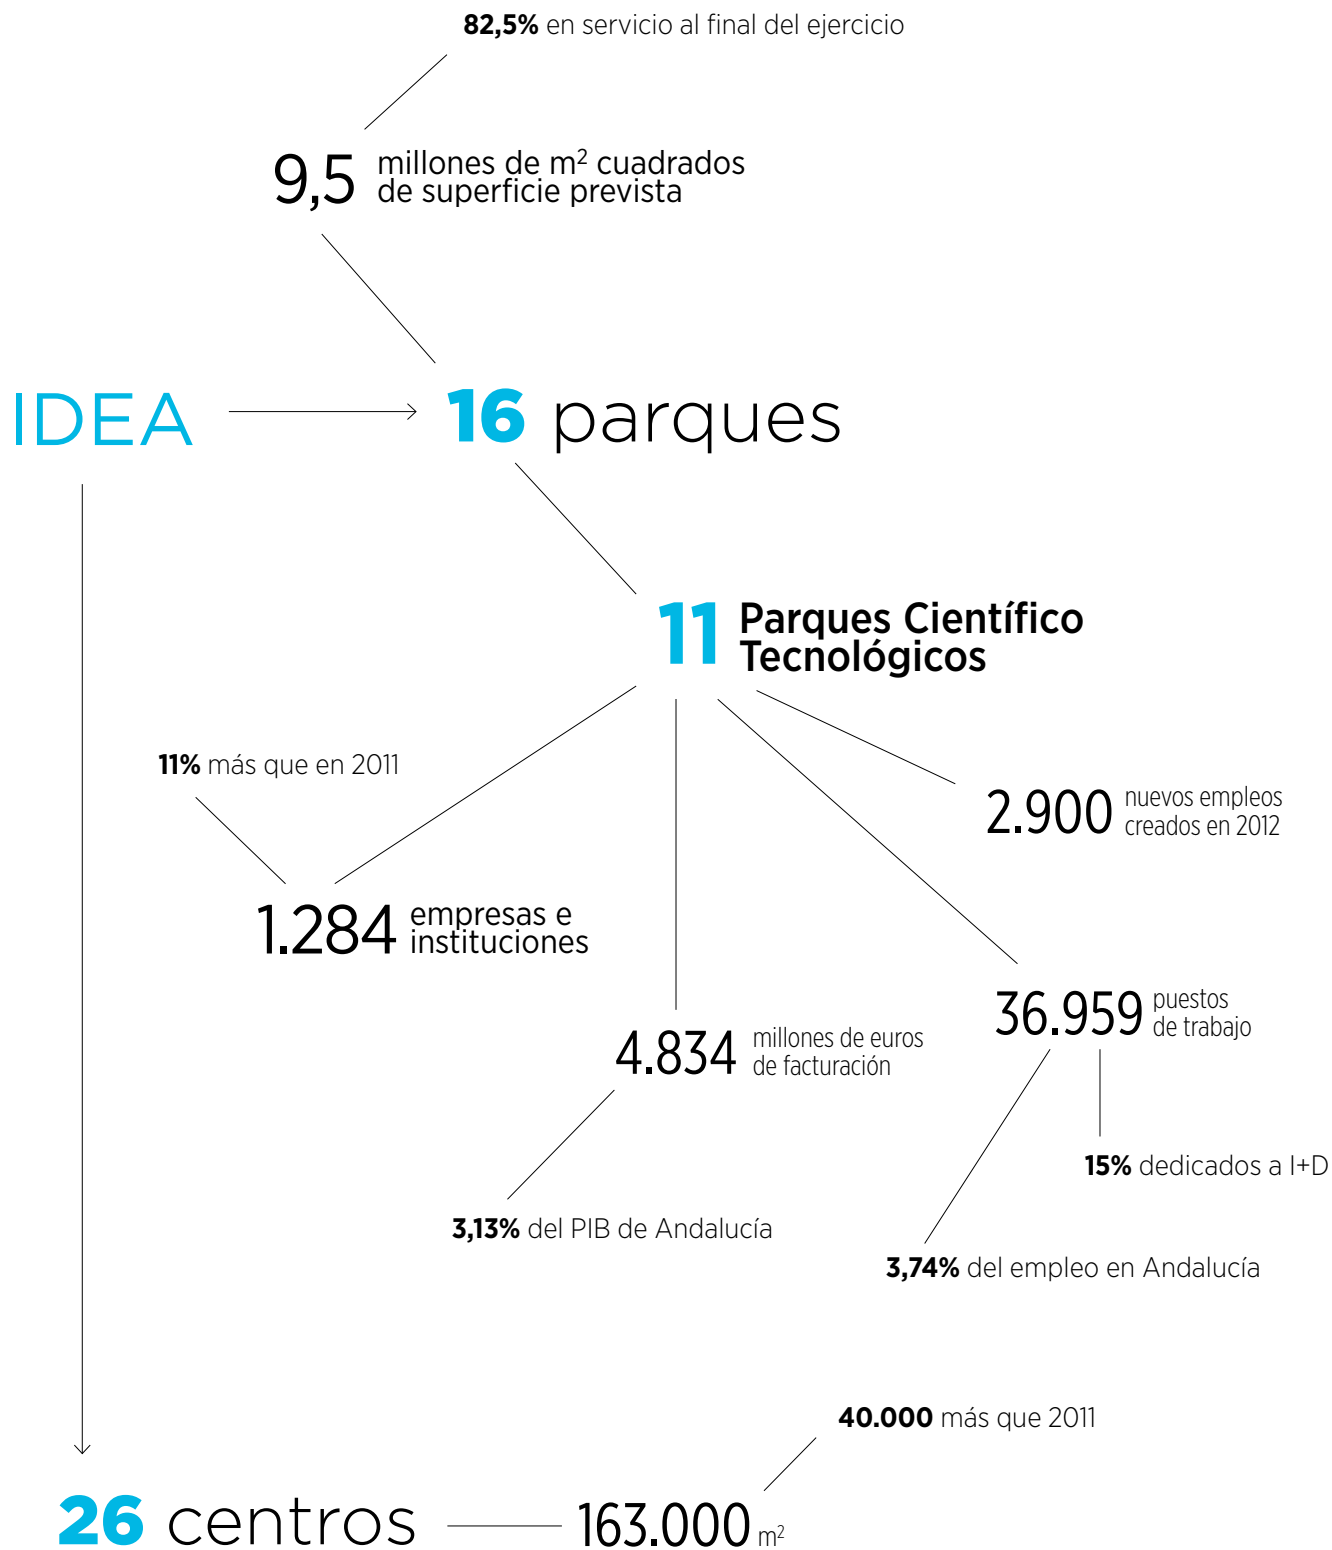 82,5% en servicio al final del ejercicio
9,5 millones de m² cuadrados
de superficie prevista
IDEA
16 parques
11 Parques Científico
Tecnológicos
11% más que en 2011
2.900 nuevos empleos
creados en 2012
1.284 empresas e
instituciones
36.959 puestos
de trabajo
4.834 millones de euros
de facturación
15% dedicados a I+D
3,13% del PIB de Andalucía
3,74% del empleo en Andalucía
40.000 más que 2011
26 centros
163.000 m²